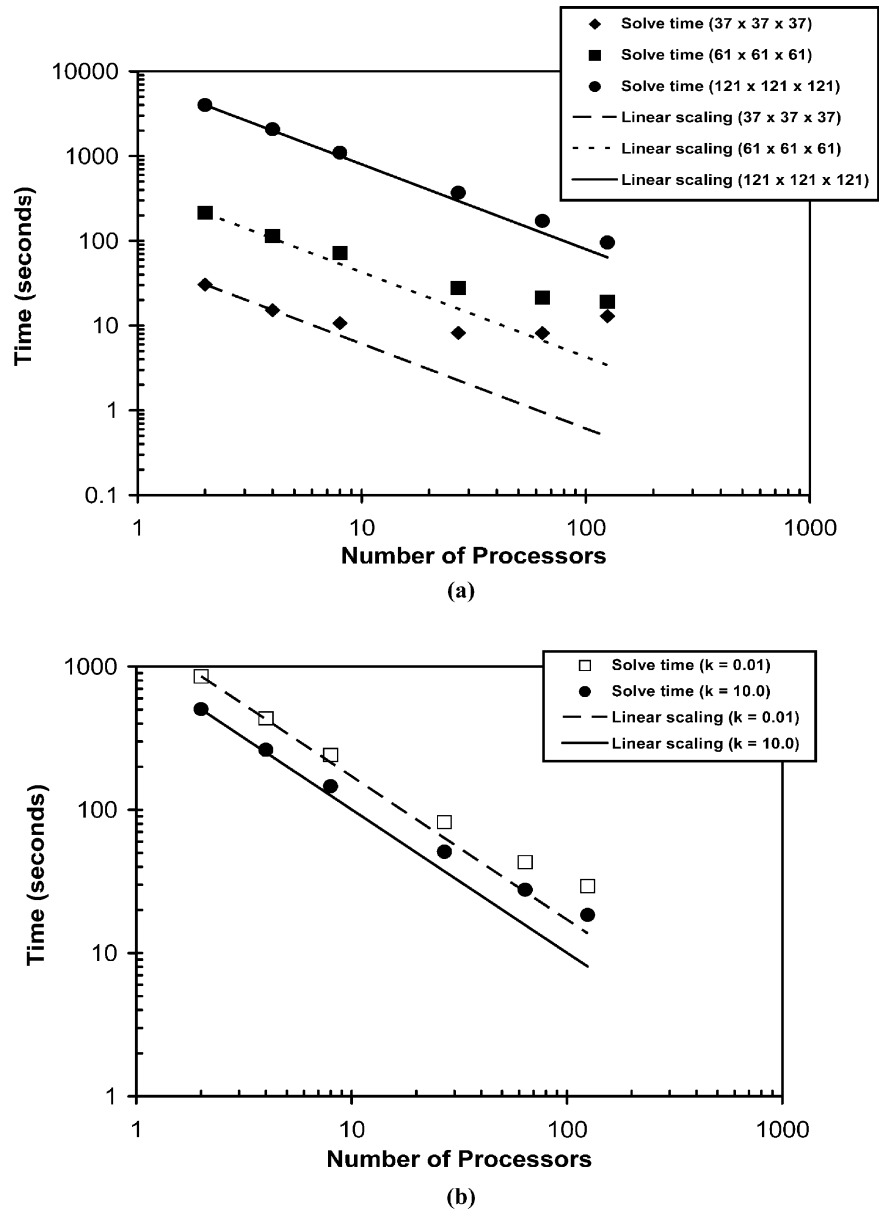 Solve time (37 x 37 x 37)
Solve time (61 x 61 x 61)
Solve time (121 x 121 x 121)
Linear scaling (37 x 37 x 37)
Linear scaling (61 x 61 x 61)
Linear scaling (121 x 121 x 121)
10000
1000
100
10
1
0.1
Time (seconds)
1
10
100
1000
Number of Processors
(a)
Solve time (k = 0.01)
Solve time (k = 10.0)
Linear scaling (k = 0.01)
Linear scaling (k = 10.0)
1000
100
10
1
Time (seconds)
1
10
100
1000
Number of Processors
(b)